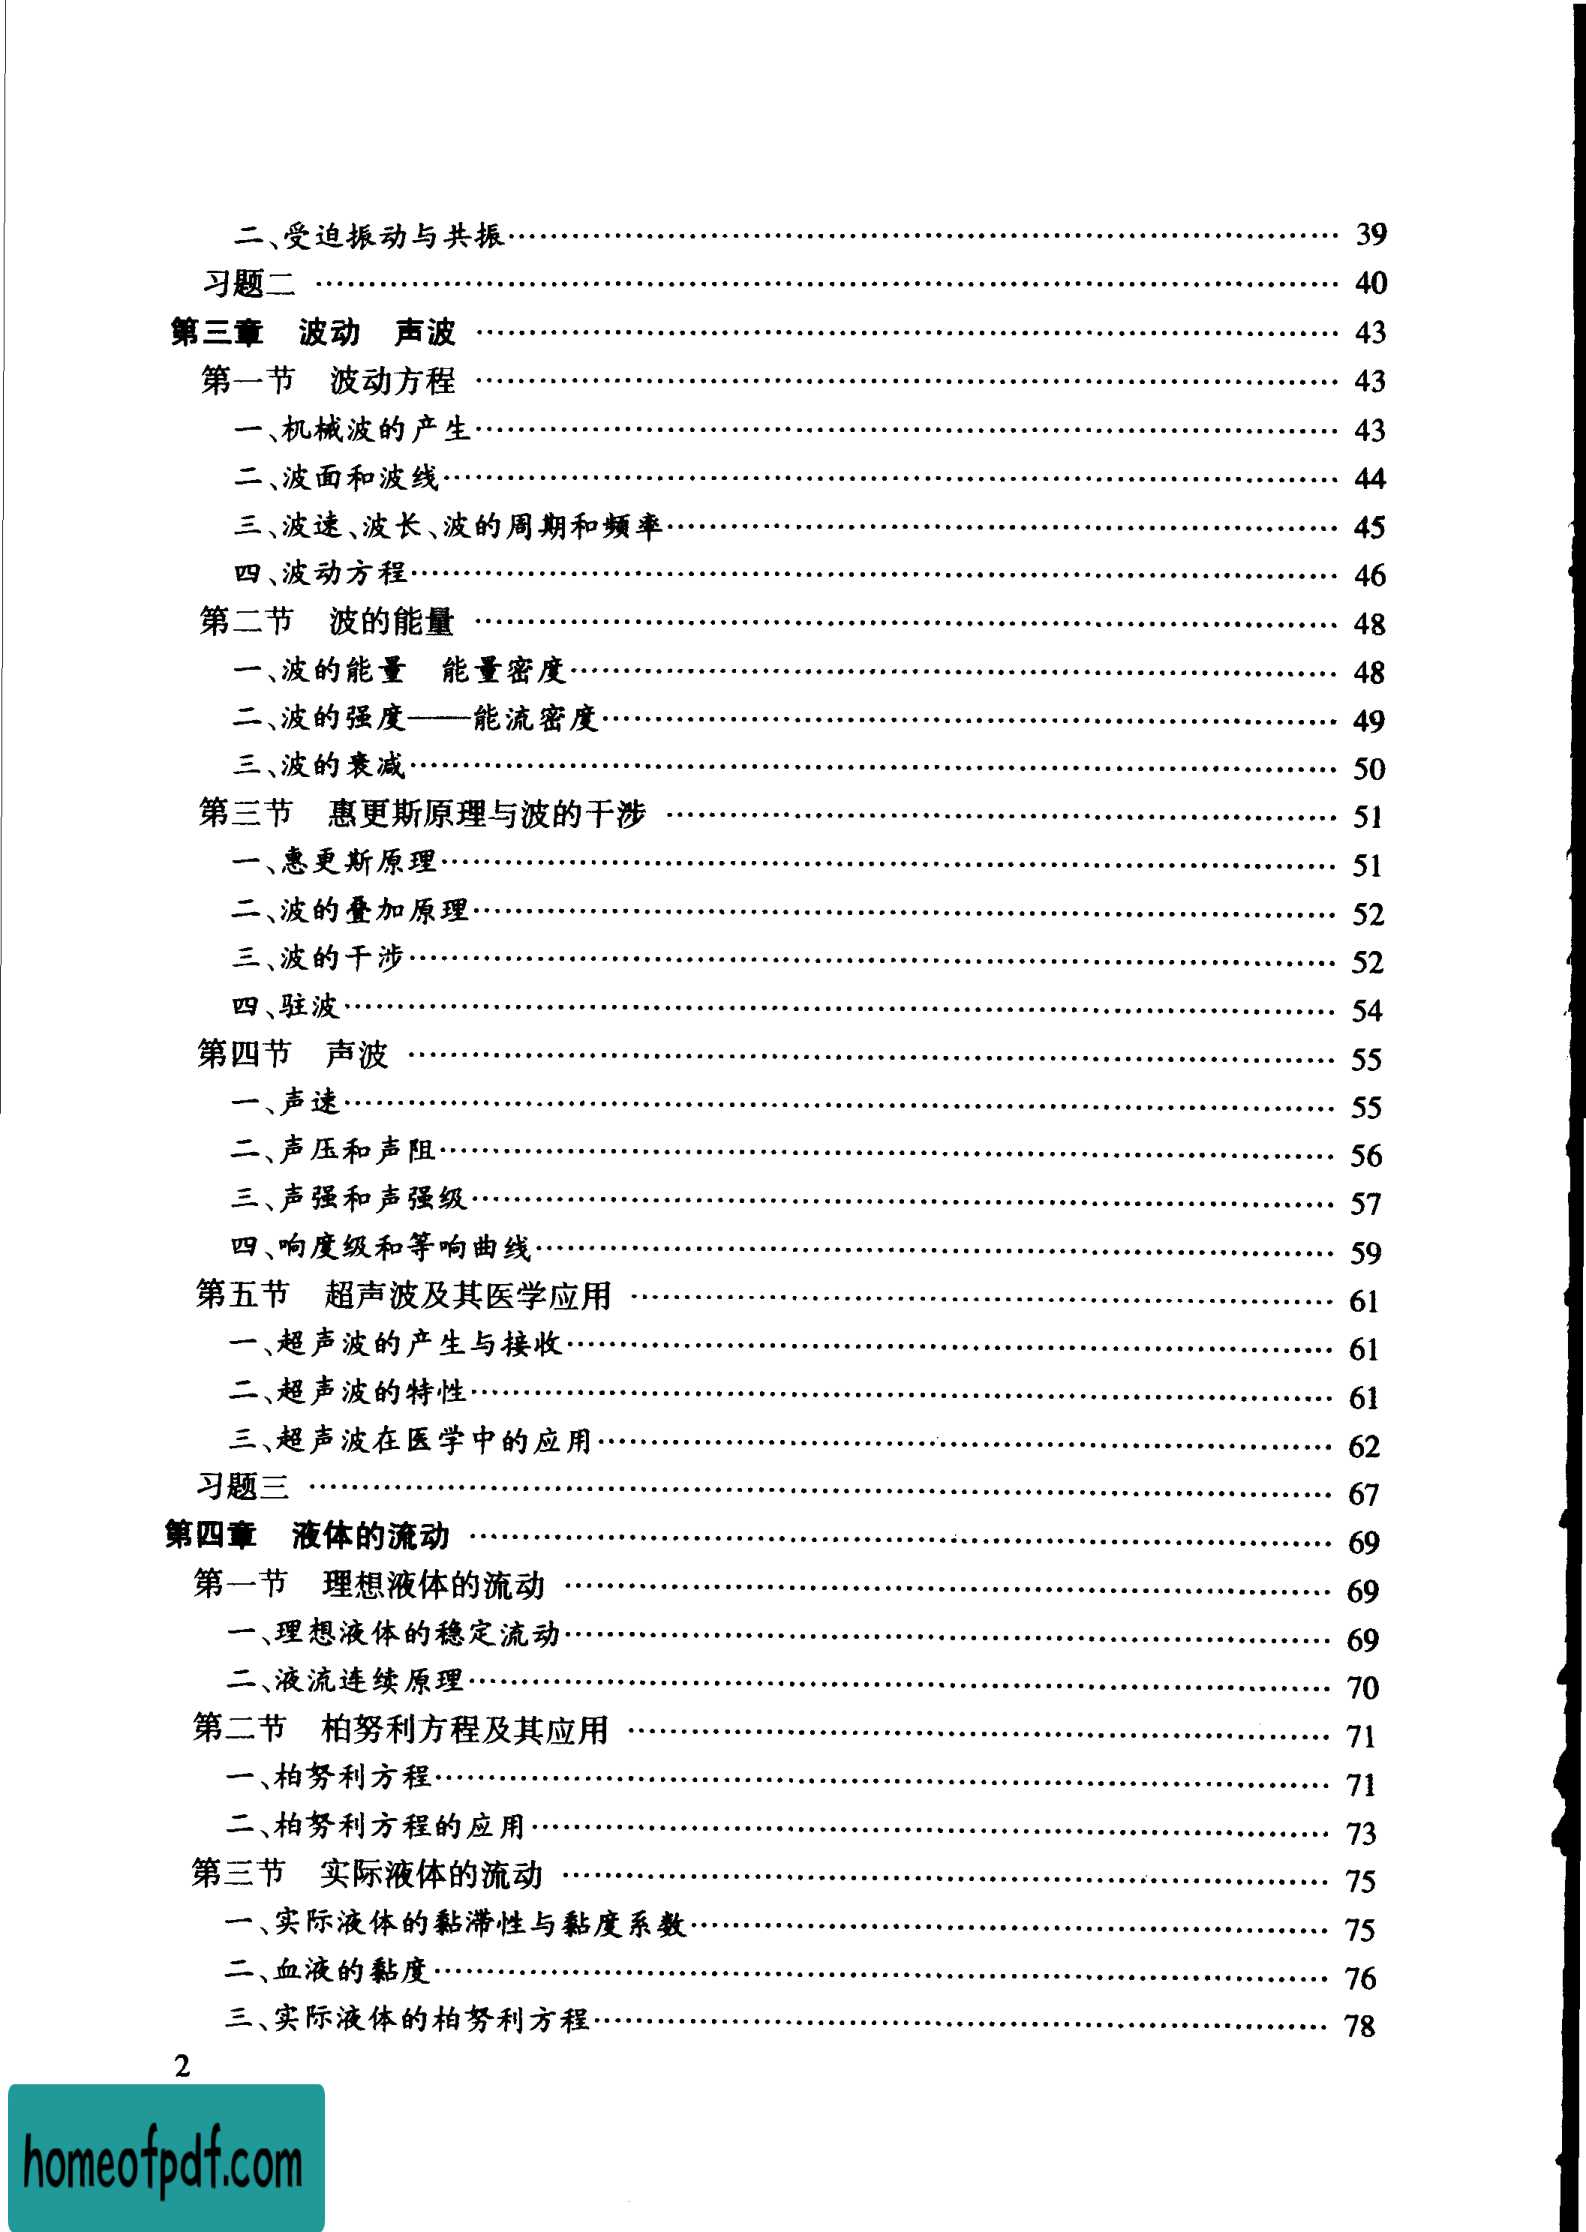 二、受迫振动与共振…………………………………………………… 39
习题二 …………………………………………………… 40
第三章　波动　声波 …………………………………………………… 43
第一节　波动方程 …………………………………………………… 43
一、机械波的产生…………………………………………………… 43
二、波面和波线…………………………………………………… 44
三、波速、波长、波的周期和频率…………………………………………………… 45
四、波动方程…………………………………………………… 46
第二节　波的能量 …………………………………………………… 48
一、波的能量　能量密度…………………………………………………… 48
二、波的强度——能流密度…………………………………………………… 49
三、波的衰减…………………………………………………… 50
第三节　惠更斯原理与波的干涉 …………………………………………………… 51
一、惠更斯原理…………………………………………………… 51
二、波的叠加原理…………………………………………………… 52
三、波的干涉…………………………………………………… 52
四、驻波…………………………………………………… 54
第四节　声波 …………………………………………………… 55
一、声速…………………………………………………… 55
二、声压和声阻…………………………………………………… 56
三、声强和声强级…………………………………………………… 57
四、响度级和等响曲线…………………………………………………… 59
第五节　超声波及其医学应用 …………………………………………………… 61
一、超声波的产生与接收…………………………………………………… 61
二、超声波的特性…………………………………………………… 61
三、超声波在医学中的应用…………………………………………………… 62
习题三 …………………………………………………… 67
第四章　液体的流动 …………………………………………………… 69
第一节　理想液体的流动 …………………………………………………… 69
一、理想液体的稳定流动…………………………………………………… 69
二、液流连续原理…………………………………………………… 70
第二节　柏努利方程及其应用 …………………………………………………… 71
一、柏努利方程…………………………………………………… 71
二、柏努利方程的应用…………………………………………………… 73
第三节　实际液体的流动 …………………………………………………… 75
一、实际液体的黏滞性与黏度系数…………………………………………………… 75
二、血液的黏度…………………………………………………… 76
三、实际液体的柏努利方程…………………………………………………… 78
2
homeofpdf.com